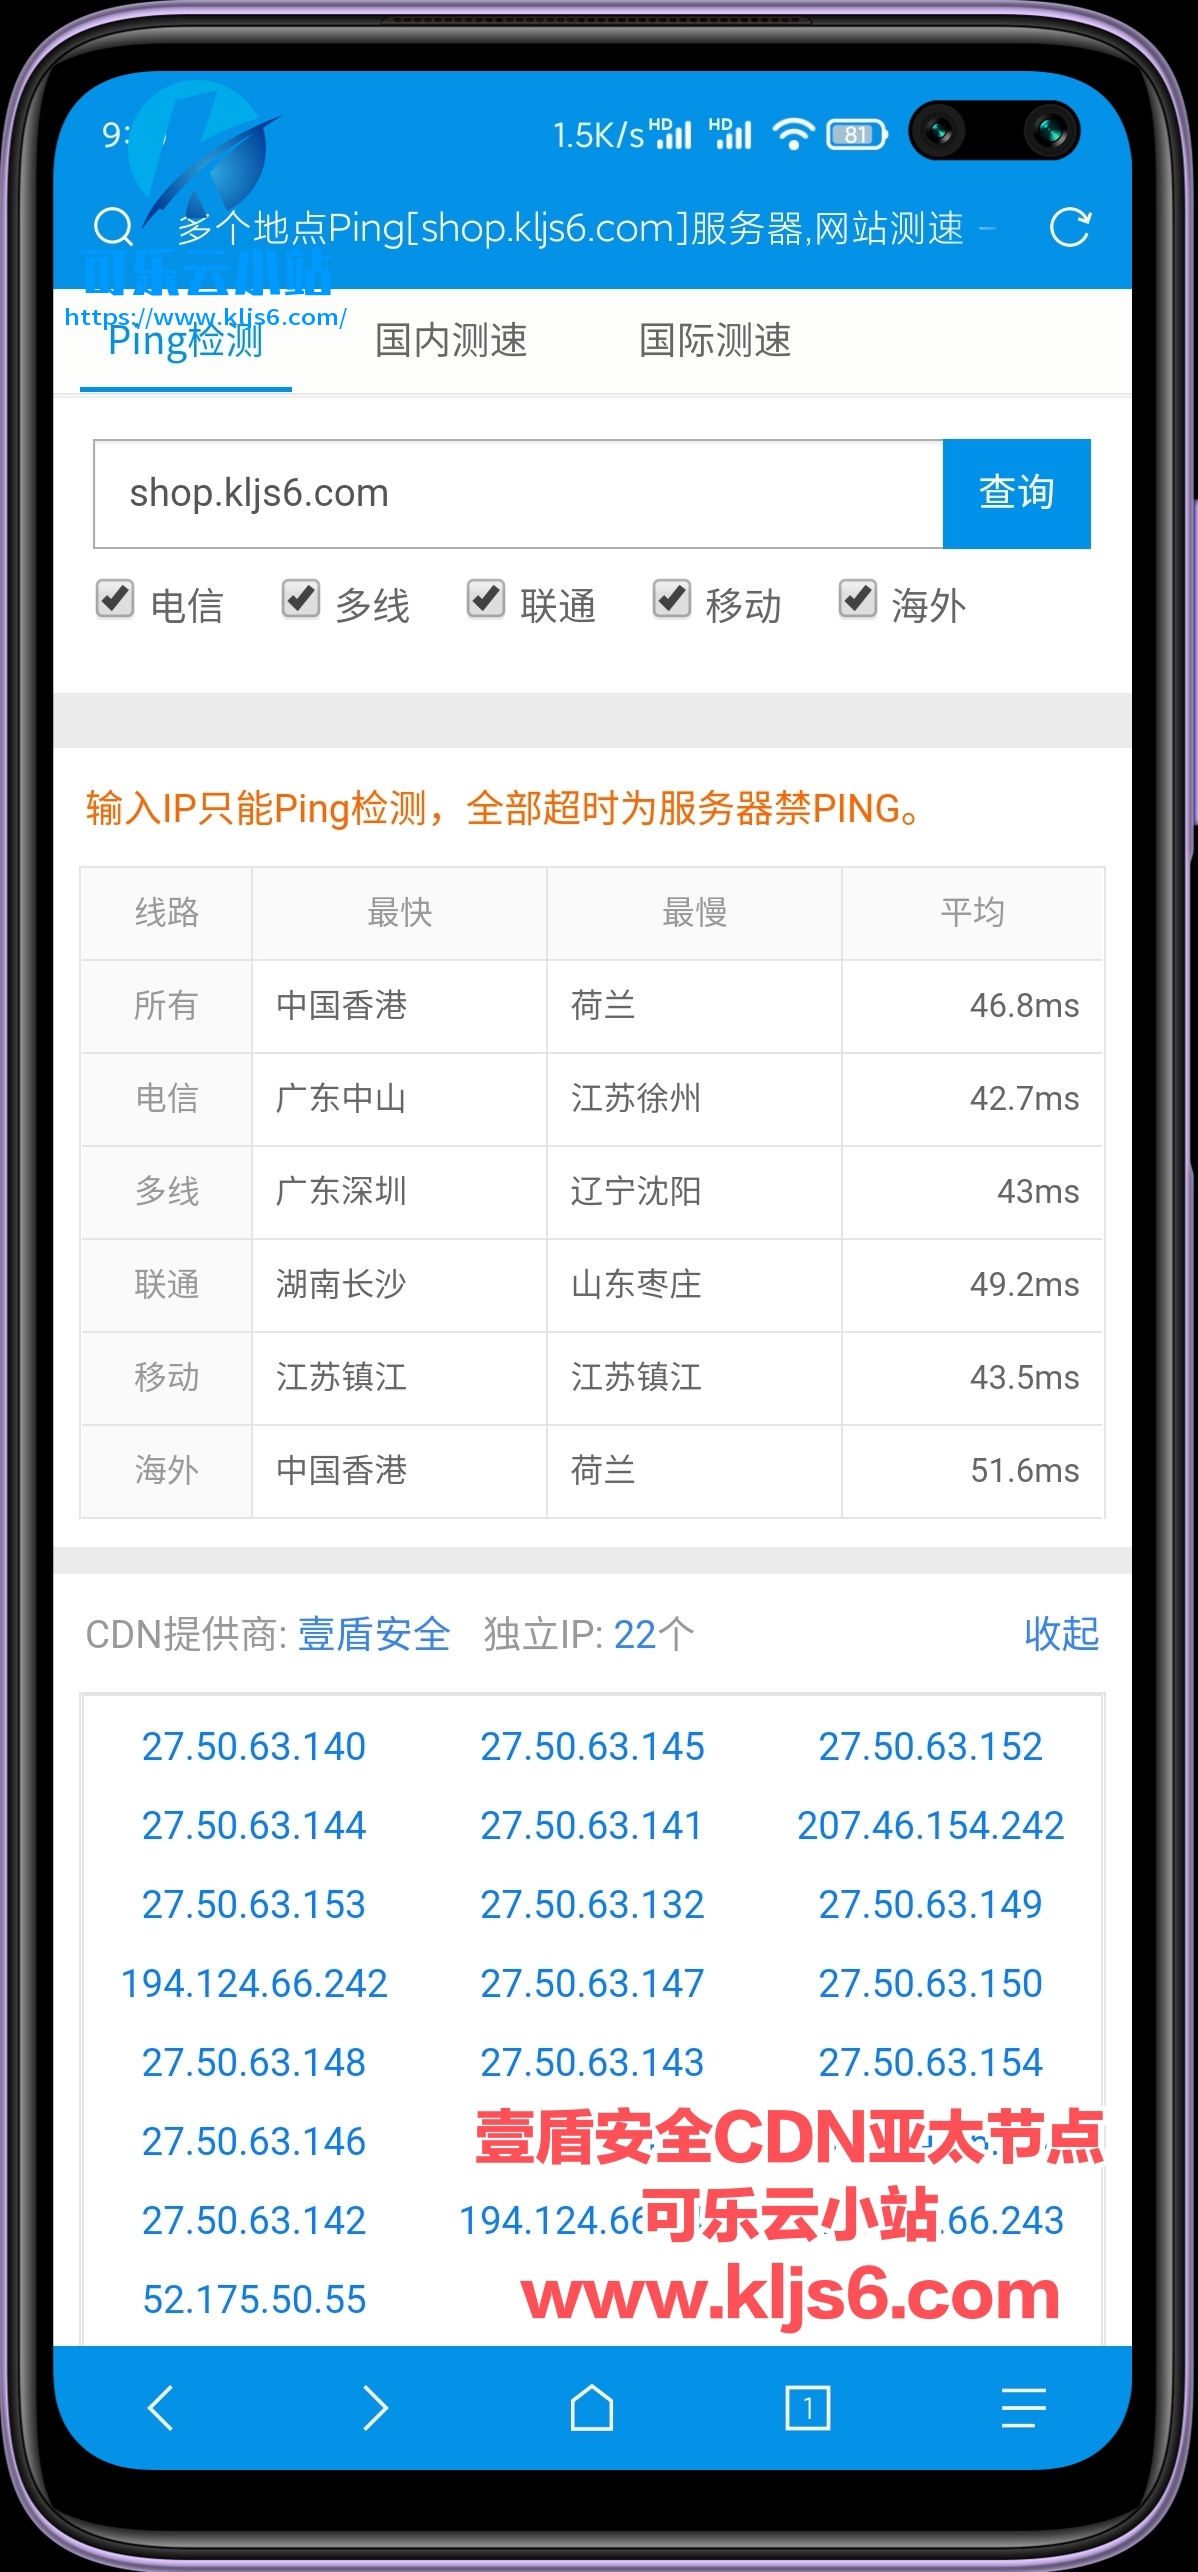 1.5K/s HD HD 81
多个地点Ping[shop.kljs6.com]服务器,网站测速 -
可乐云小站
https://www.kljs6.com/
Ping检测 国内测速 国际测速
shop.kljs6.com 查询
电信 多线 联通 移动 海外
输入IP只能Ping检测，全部超时为服务器禁PING。
线路 最快 最慢 平均
所有 中国香港 荷兰 46.8ms
电信 广东中山 江苏徐州 42.7ms
多线 广东深圳 辽宁沈阳 43ms
联通 湖南长沙 山东枣庄 49.2ms
移动 江苏镇江 江苏镇江 43.5ms
海外 中国香港 荷兰 51.6ms
CDN提供商: 壹盾安全 独立IP: 22个 收起
27.50.63.140 27.50.63.145 27.50.63.152
27.50.63.144 27.50.63.141 207.46.154.242
27.50.63.153 27.50.63.132 27.50.63.149
194.124.66.242 27.50.63.147 27.50.63.150
27.50.63.148 27.50.63.143 27.50.63.154
27.50.63.146
壹盾安全CDN亚太节点
27.50.63.142 194.124.66 .66.243
可乐云小站
52.175.50.55
www.kljs6.com
1